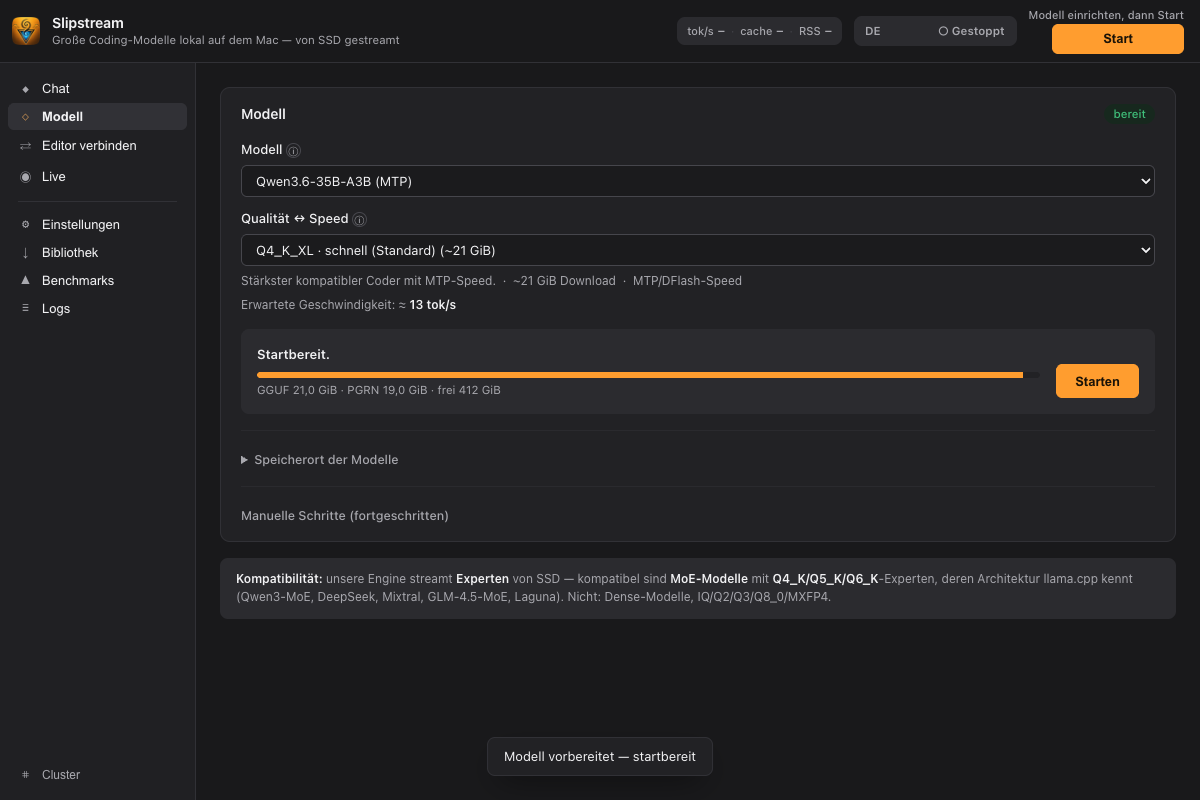 Slipstream
Große Coding-Modelle lokal auf dem Mac — von SSD gestreamt
tok/s – · cache – · RSS –
DE
Gestoppt
Modell einrichten, dann Start
Start
Chat
Modell
Editor verbinden
Live
Einstellungen
Bibliothek
Benchmarks
Logs
Cluster
Modell
bereit
Modell ⓘ
Qwen3.6-35B-A3B (MTP)
Qualität ↔ Speed ⓘ
Q4_K_XL · schnell (Standard) (~21 GiB)
Stärkster kompatibler Coder mit MTP-Speed. · ~21 GiB Download · MTP/DFlash-Speed
Erwartete Geschwindigkeit: ≈ 13 tok/s
Startbereit.
GGUF 21,0 GiB · PGRN 19,0 GiB · frei 412 GiB
Starten
Speicherort der Modelle
Manuelle Schritte (fortgeschritten)
Kompatibilität: unsere Engine streamt Experten von SSD — kompatibel sind MoE-Modelle mit Q4_K/Q5_K/Q6_K-Experten, deren Architektur llama.cpp kennt
(Qwen3-MoE, DeepSeek, Mixtral, GLM-4.5-MoE, Laguna). Nicht: Dense-Modelle, IQ/Q2/Q3/Q8_0/MXFP4.
Modell vorbereitet — startbereit